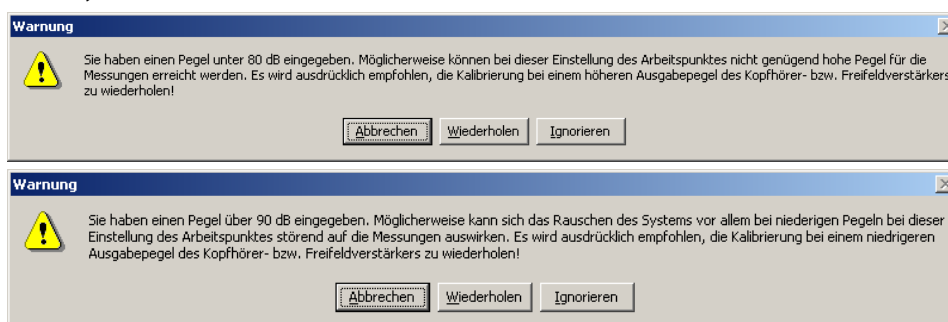 Warnung
Sie haben einen Pegel unter 80 dB eingegeben. Möglicherweise können bei dieser Einstellung des Arbeitspunktes nicht genügend hohe Pegel für die
Messungen erreicht werden. Es wird ausdrücklich empfohlen, die Kalibrierung bei einem höheren Ausgabepegel des Kopfhörer- bzw. Freifeldverstärkers
zu wiederholen!
Abbrechen Wiederholen Ignorieren
Warnung
Sie haben einen Pegel über 90 dB eingegeben. Möglicherweise kann sich das Rauschen des Systems vor allem bei niederigen Pegeln bei dieser
Einstellung des Arbeitspunktes störend auf die Messungen auswirken. Es wird ausdrücklich empfohlen, die Kalibrierung bei einem niedrigeren
Ausgabepegel des Kopfhörer- bzw. Freifeldverstärkers zu wiederholen!
Abbrechen Wiederholen Ignorieren